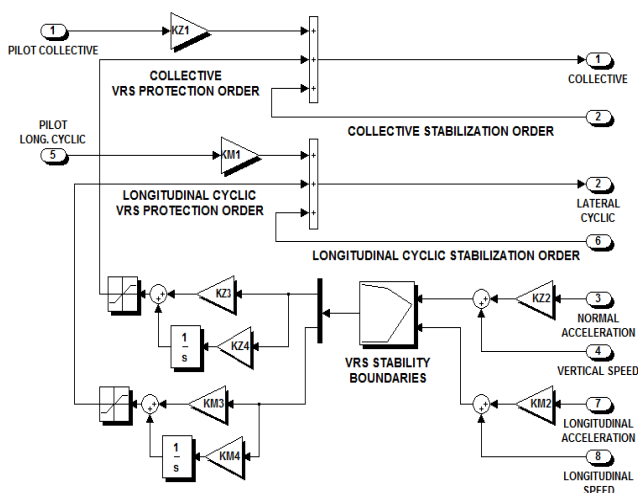 1
KZ1
PILOT COLLECTIVE
+
+
+
1
COLLECTIVE
COLLECTIVE
VRS PROTECTION ORDER
2
COLLECTIVE STABILIZATION ORDER
PILOT
LONG. CYCLIC
5
KM1
+
+
+
2
LATERAL
CYCLIC
LONGITUDINAL CYCLIC
VRS PROTECTION ORDER
6
LONGITUDINAL CYCLIC STABILIZATION ORDER
KZ3
+
+
KZ4
1
s
VRS STABILITY
BOUNDARIES
+
+
KZ2
3
NORMAL
ACCELERATION
4
VERTICAL SPEED
KM3
+
+
KM4
1
s
+
+
KM2
7
LONGITUDINAL
ACCELERATION
8
LONGITUDINAL
SPEED